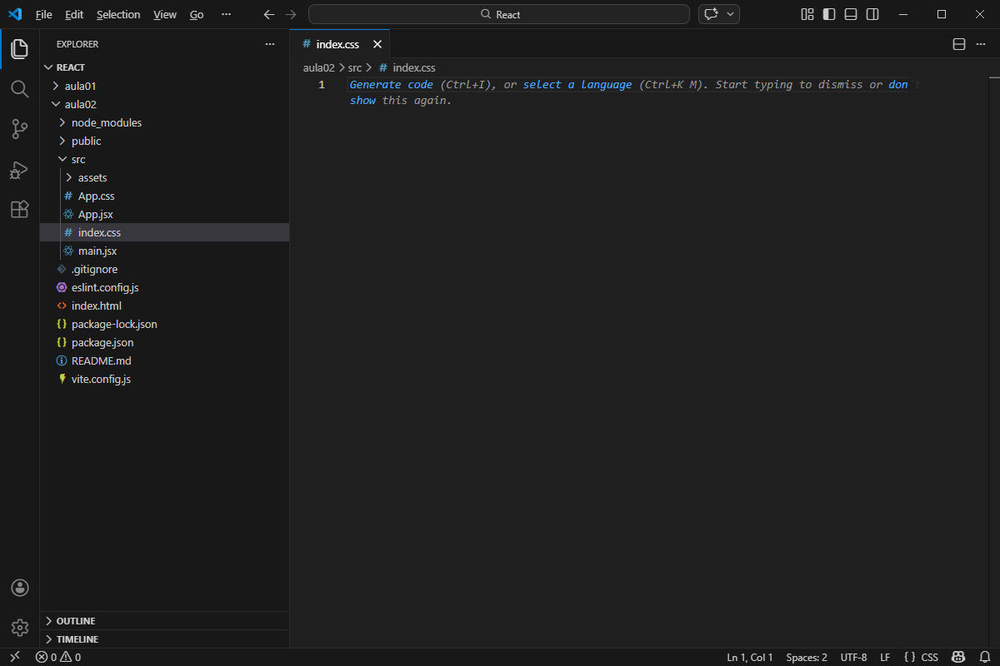 File Edit Selection View Go
React
EXPLORER
REACT
aula01
aula02
node_modules
public
src
assets
App.css
App.jsx
index.css
main.jsx
.gitignore
eslint.config.js
index.html
package-lock.json
package.json
README.md
vite.config.js
OUTLINE
TIMELINE
index.css
aula02 src index.css
1
Generate code (Ctrl+I), or select a language (Ctrl+K M). Start typing to dismiss or don't
show this again.
0 0
Ln 1, Col 1 Spaces: 2 UTF-8 LF {} CSS